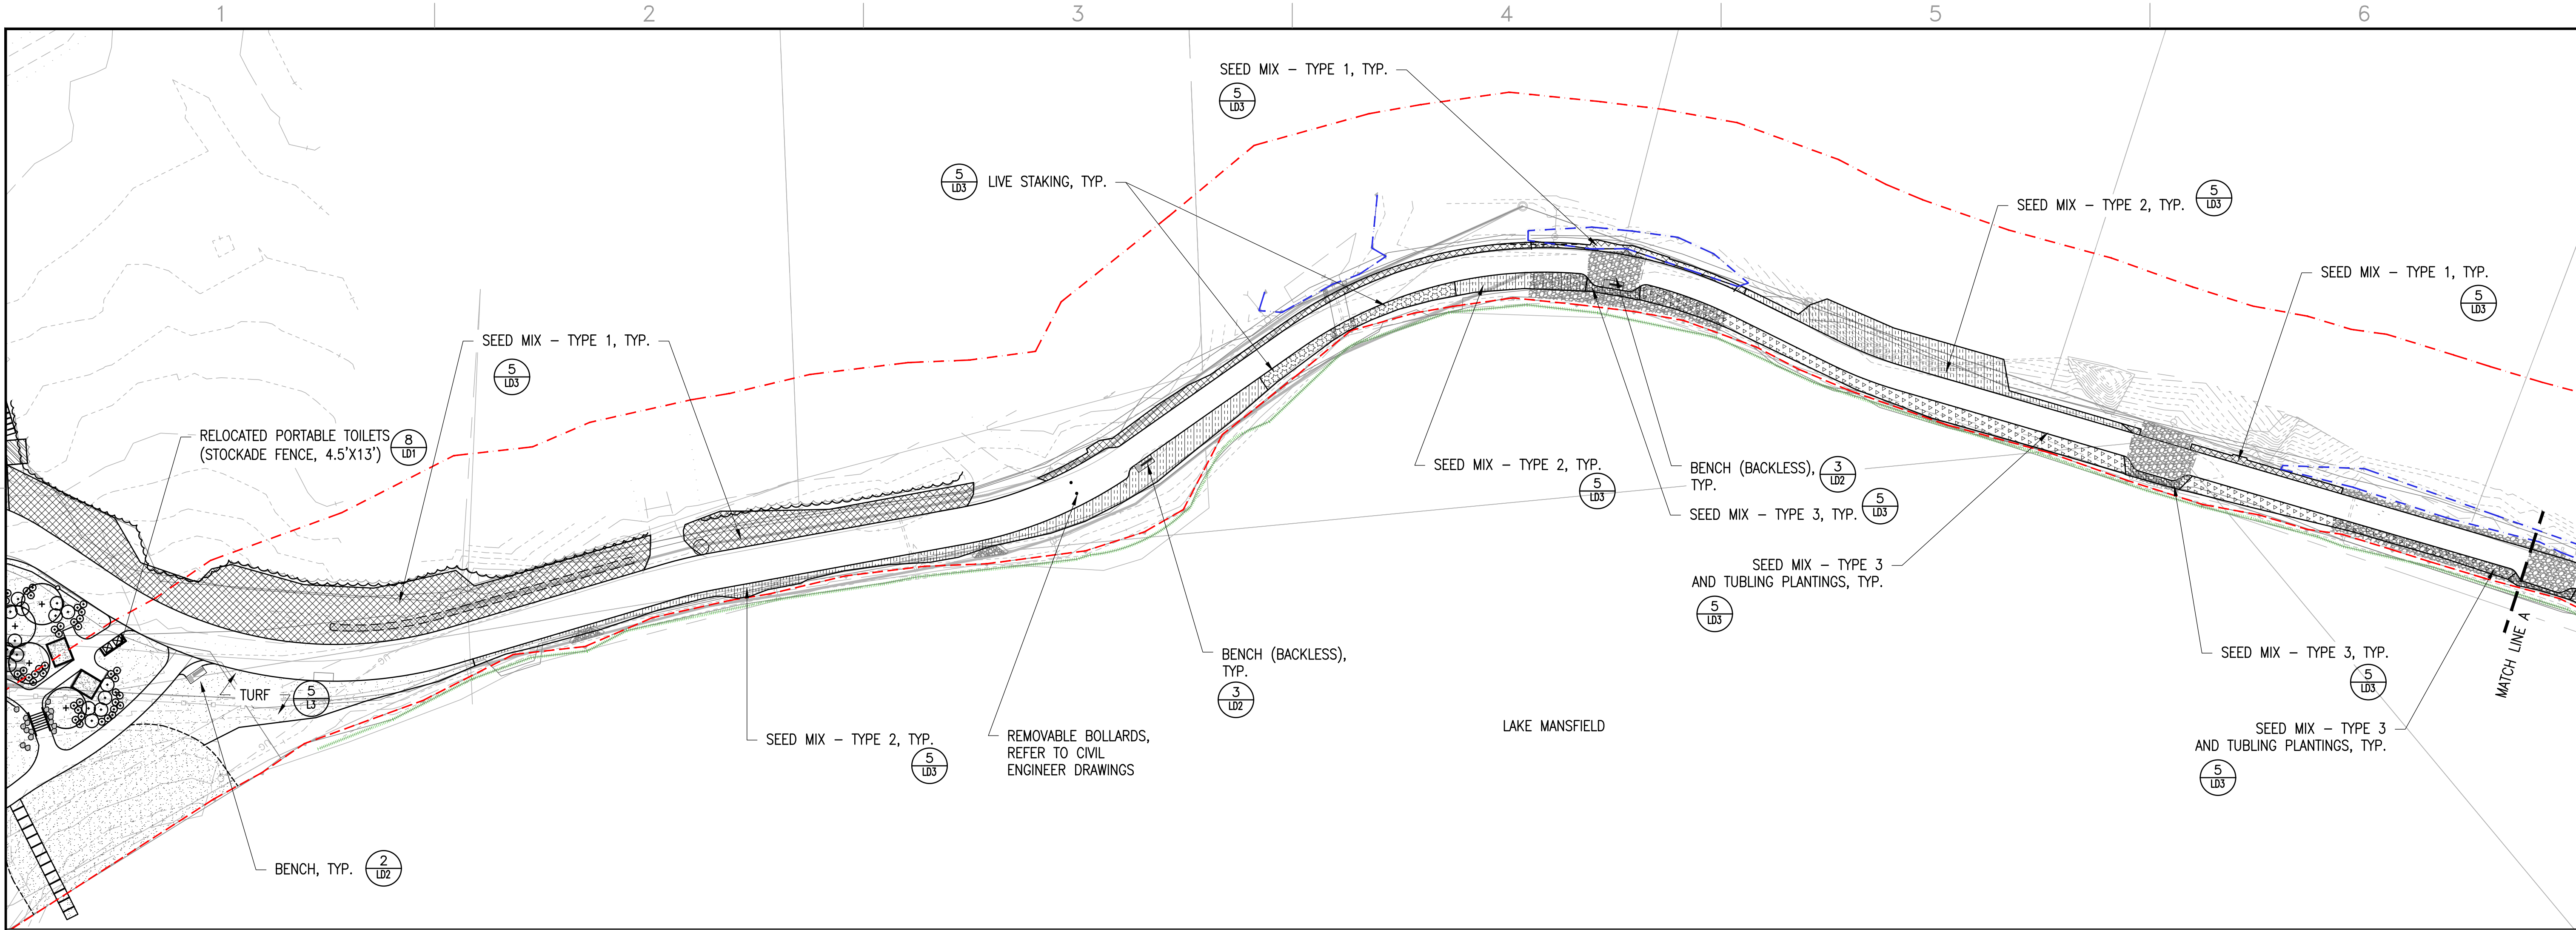 1
2
3
4
5
6
SEED MIX – TYPE 1, TYP.
5
LD3
5
LD3
LIVE STAKING, TYP.
SEED MIX – TYPE 2, TYP.
5
LD3
SEED MIX – TYPE 1, TYP.
5
LD3
SEED MIX – TYPE 1, TYP.
5
LD3
RELOCATED PORTABLE TOILETS
(STOCKADE FENCE, 4.5'X13')
8
LD1
SEED MIX – TYPE 2, TYP.
5
LD3
BENCH (BACKLESS),
TYP.
3
LD2
SEED MIX – TYPE 3, TYP.
5
LD3
SEED MIX – TYPE 3
AND TUBLING PLANTINGS, TYP.
5
LD3
BENCH (BACKLESS),
TYP.
3
LD2
SEED MIX – TYPE 3, TYP.
5
LD3
MATCH LINE A
TURF
5
L3
SEED MIX – TYPE 2, TYP.
5
LD3
REMOVABLE BOLLARDS,
REFER TO CIVIL
ENGINEER DRAWINGS
LAKE MANSFIELD
SEED MIX – TYPE 3
AND TUBLING PLANTINGS, TYP.
5
LD3
BENCH, TYP.
2
LD2